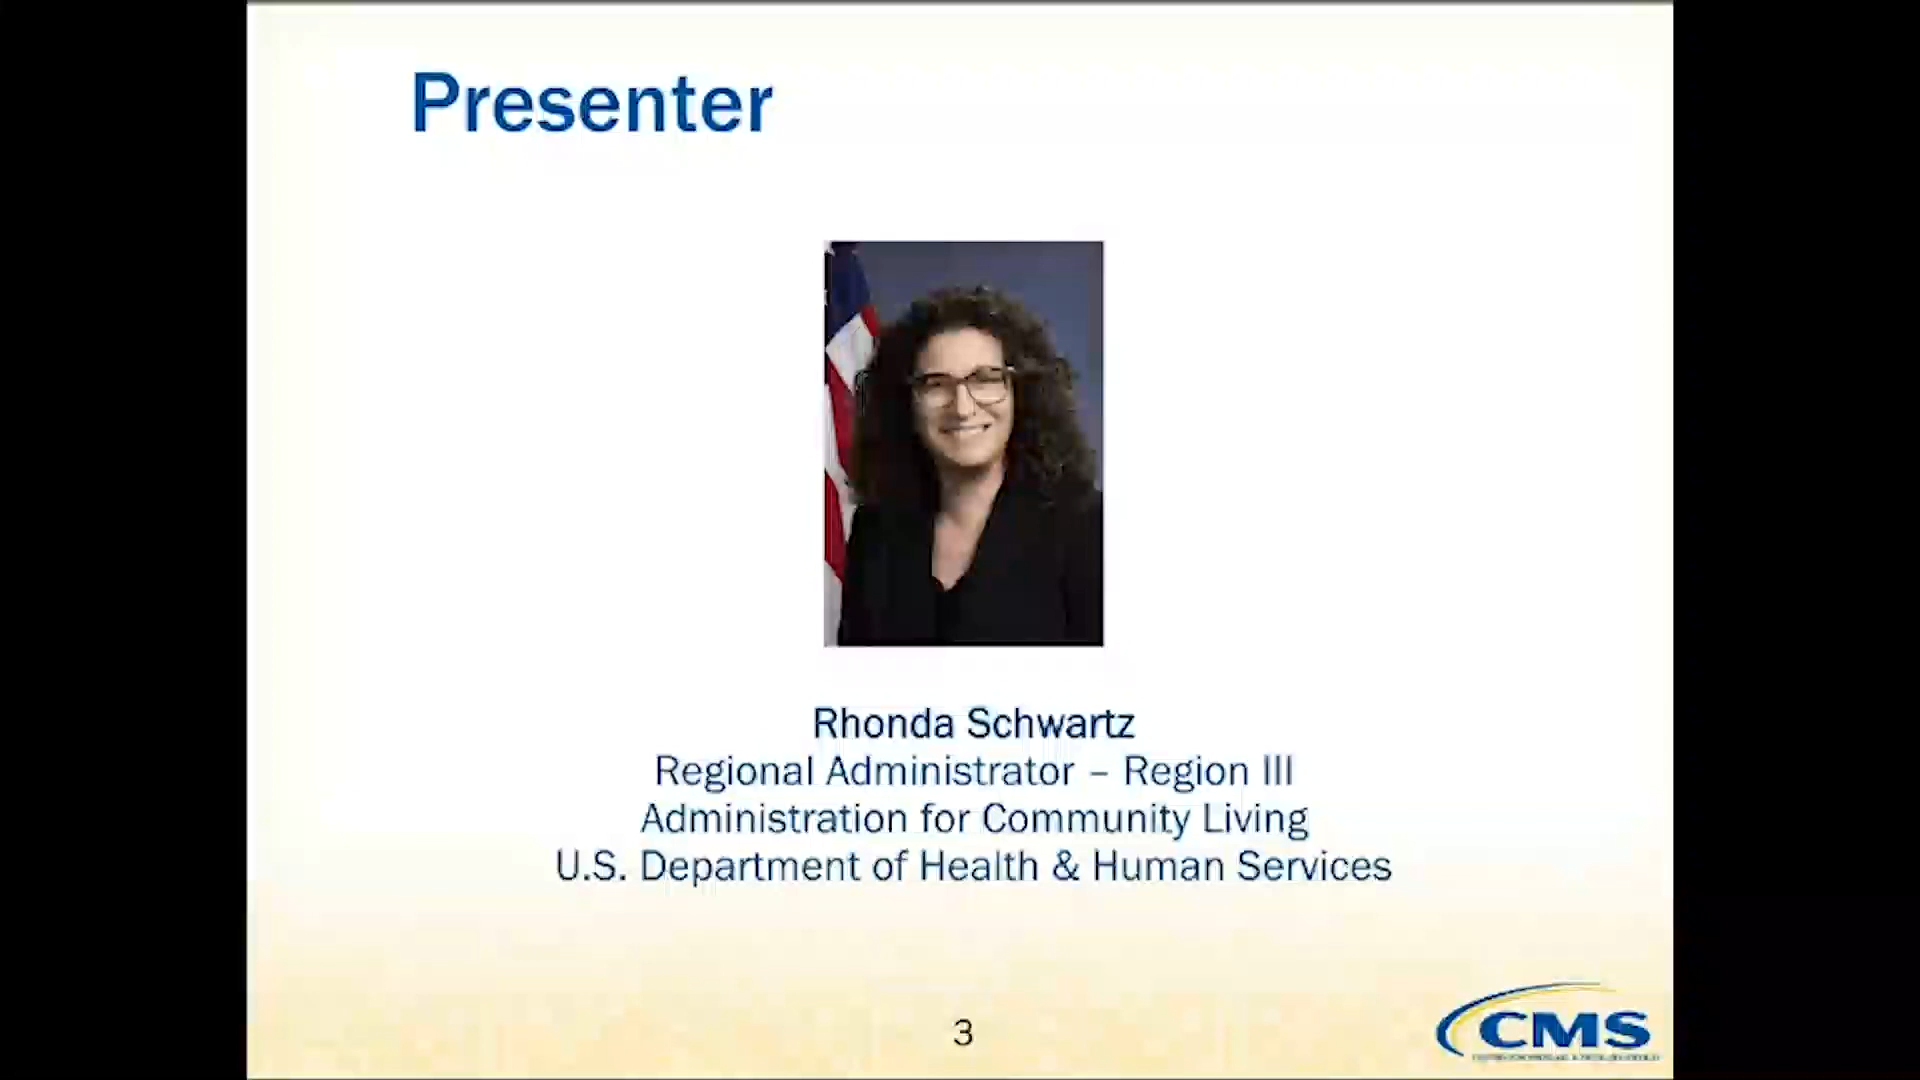 Presenter
Rhonda Schwartz
Regional Administrator – Region III
Administration for Community Living
U.S. Department of Health & Human Services
3
CMS